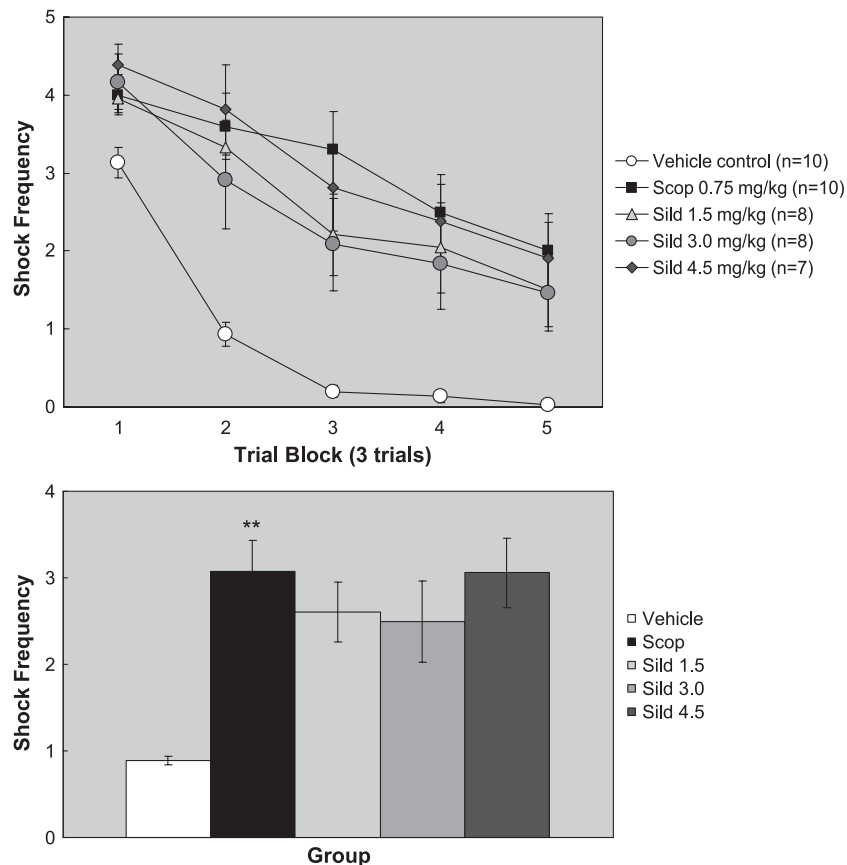 5
4
3
2
1
0
Shock Frequency
1 2 3 4 5
Trial Block (3 trials)
Vehicle control (n=10)
Scop 0.75 mg/kg (n=10)
Sild 1.5 mg/kg (n=8)
Sild 3.0 mg/kg (n=8)
Sild 4.5 mg/kg (n=7)
4
3
2
1
0
Shock Frequency
**
Group
Vehicle
Scop
Sild 1.5
Sild 3.0
Sild 4.5